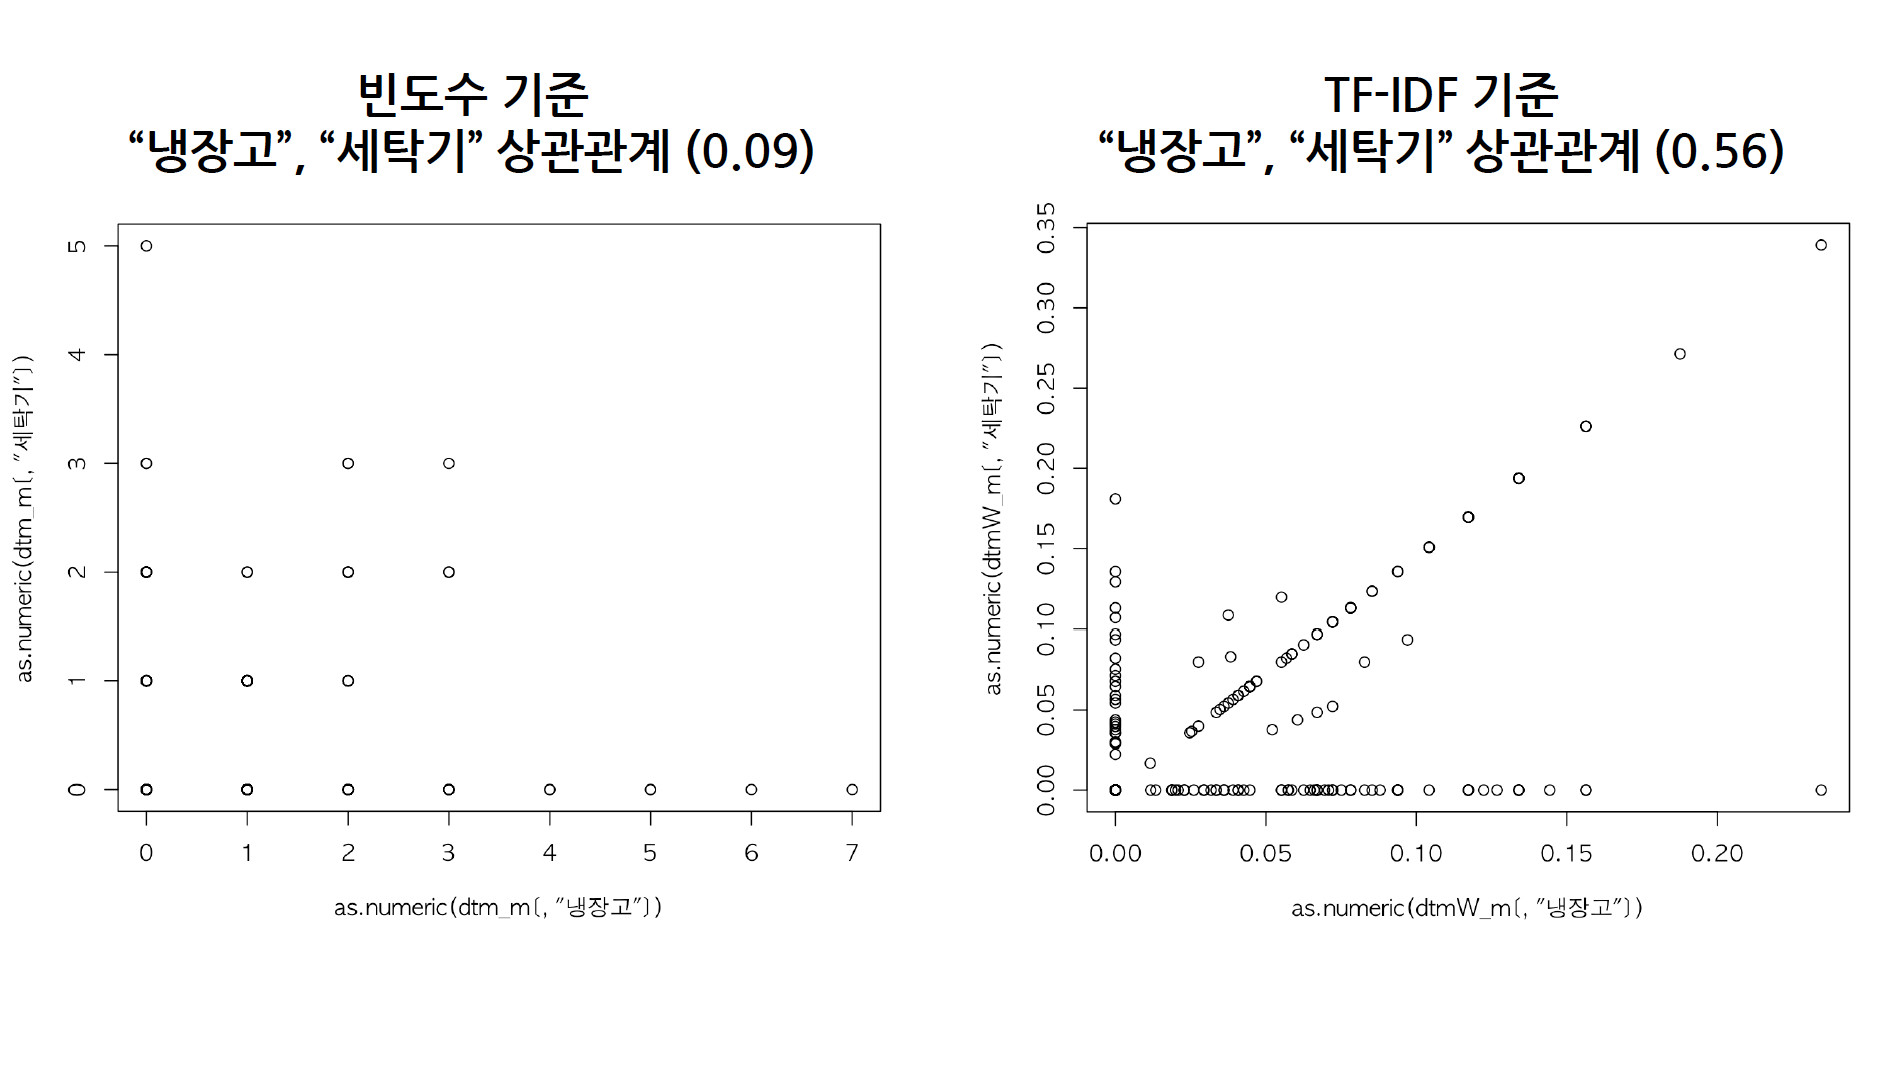 빈도수 기준
“냉장고”, “세탁기” 상관관계 (0.09)
as.numeric(dtm_m[, "세탁기"])
5
4
3
2
1
0
0 1 2 3 4 5 6 7
as.numeric(dtm_m[, "냉장고"])
TF-IDF 기준
“냉장고”, “세탁기” 상관관계 (0.56)
as.numeric(dtmW_m[, "세탁기"])
0.35
0.30
0.25
0.20
0.15
0.10
0.05
0.00
0.00 0.05 0.10 0.15 0.20
as.numeric(dtmW_m[, "냉장고"])